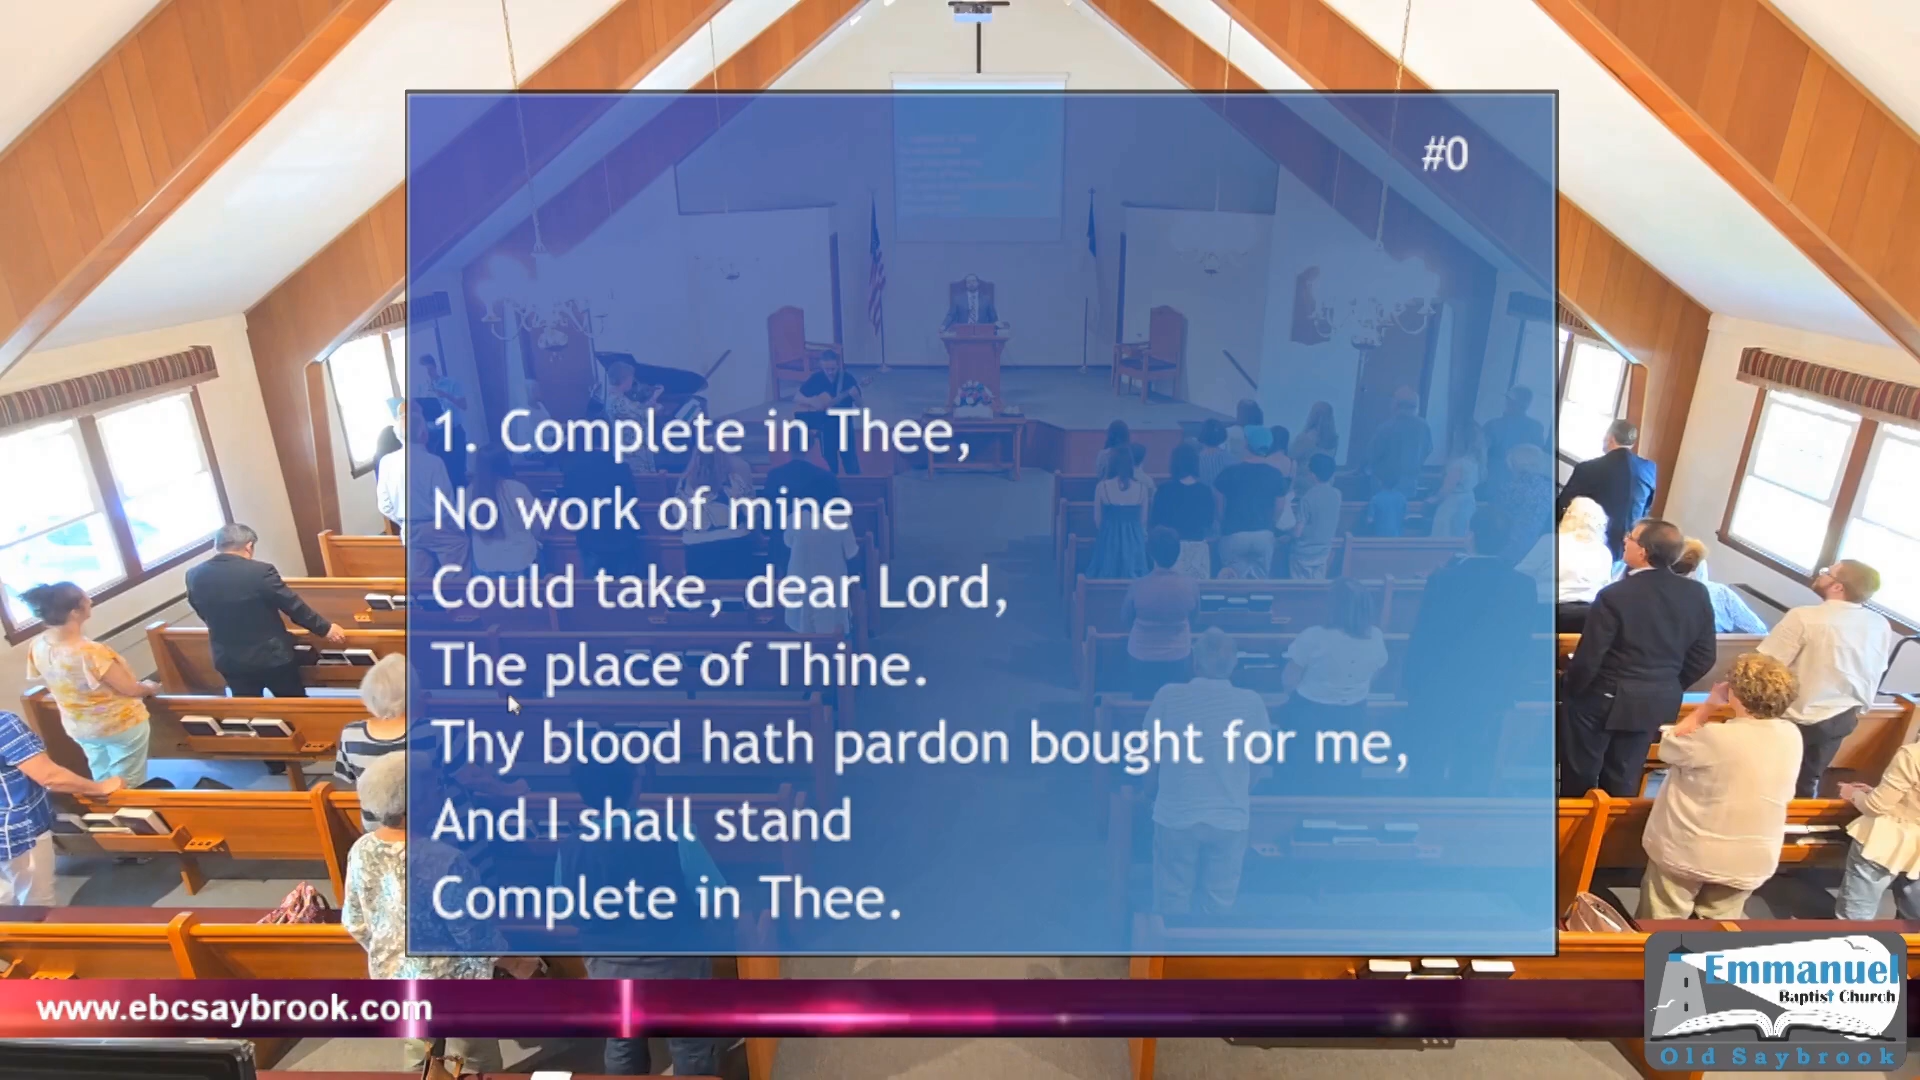 #0
1. Complete in Thee,
No work of mine
Could take, dear Lord,
The place of Thine.
Thy blood hath pardon bought for me,
And I shall stand
Complete in Thee.
www.ebcsaybrook.com
Emmanuel
Baptist Church
Old Saybrook